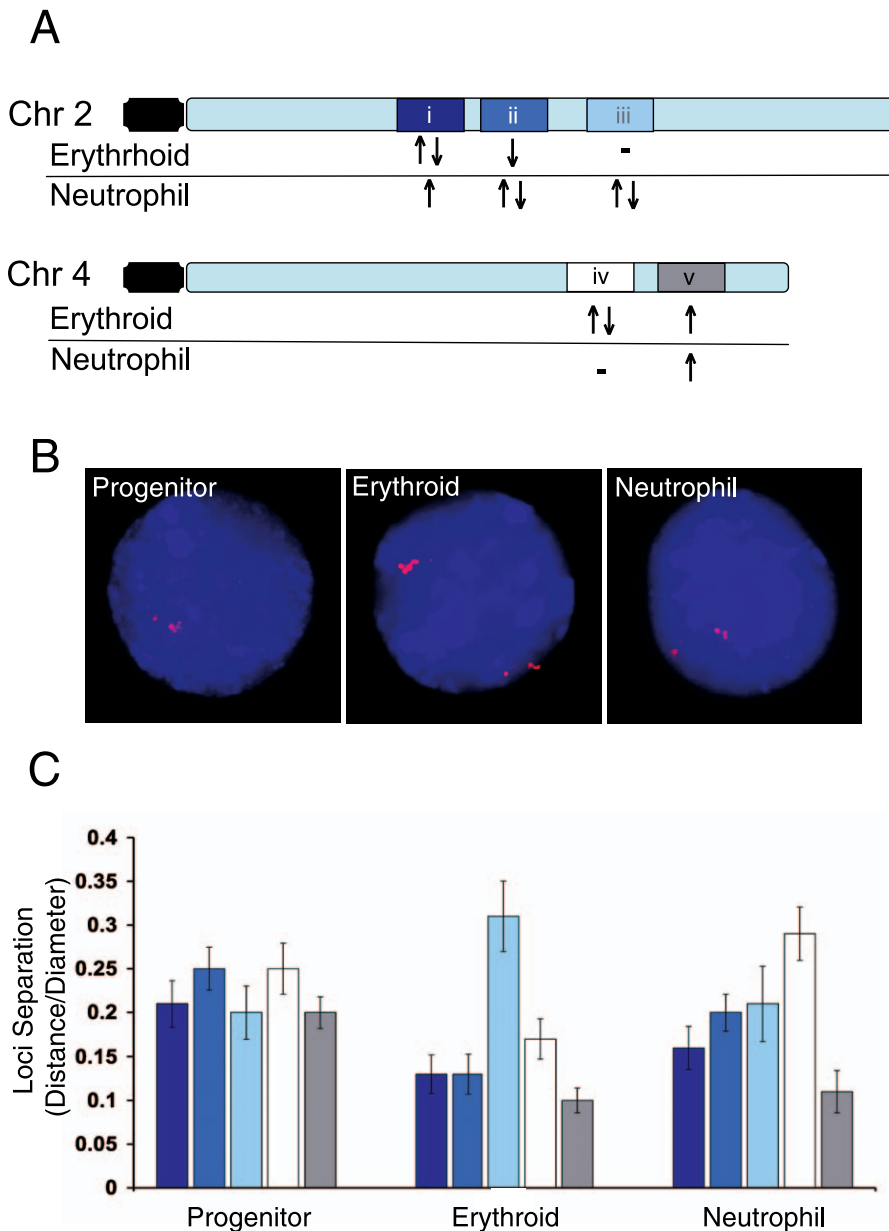 A
Chr 2
i ii iii
Erythrhoid
↑↓ ↓ -
Neutrophil
↑ ↑↓ ↑↓
Chr 4
iv v
Erythroid
↑↓ ↑
Neutrophil
- ↑
B
Progenitor Erythroid Neutrophil
C
Loci Separation
(Distance/Diameter)
0.4
0.35
0.3
0.25
0.2
0.15
0.1
0.05
0
Progenitor Erythroid Neutrophil